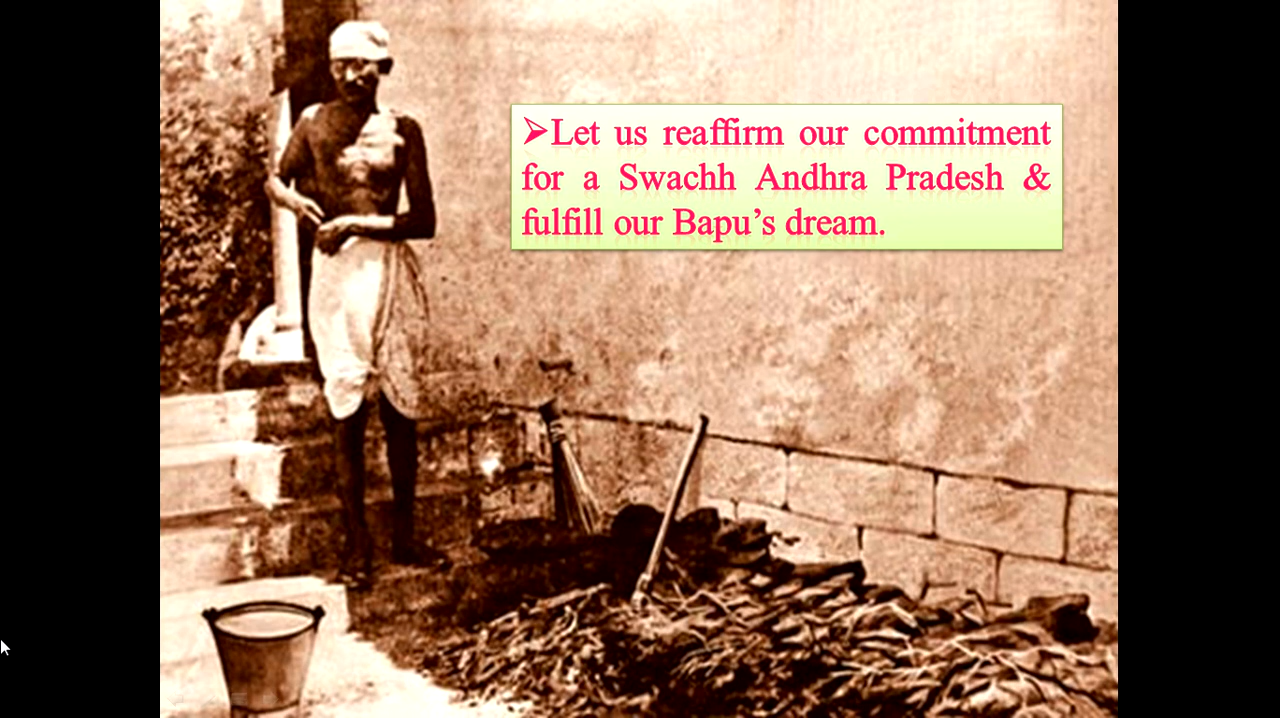 ➢Let us reaffirm our commitment
for a Swachh Andhra Pradesh &
fulfill our Bapu’s dream.